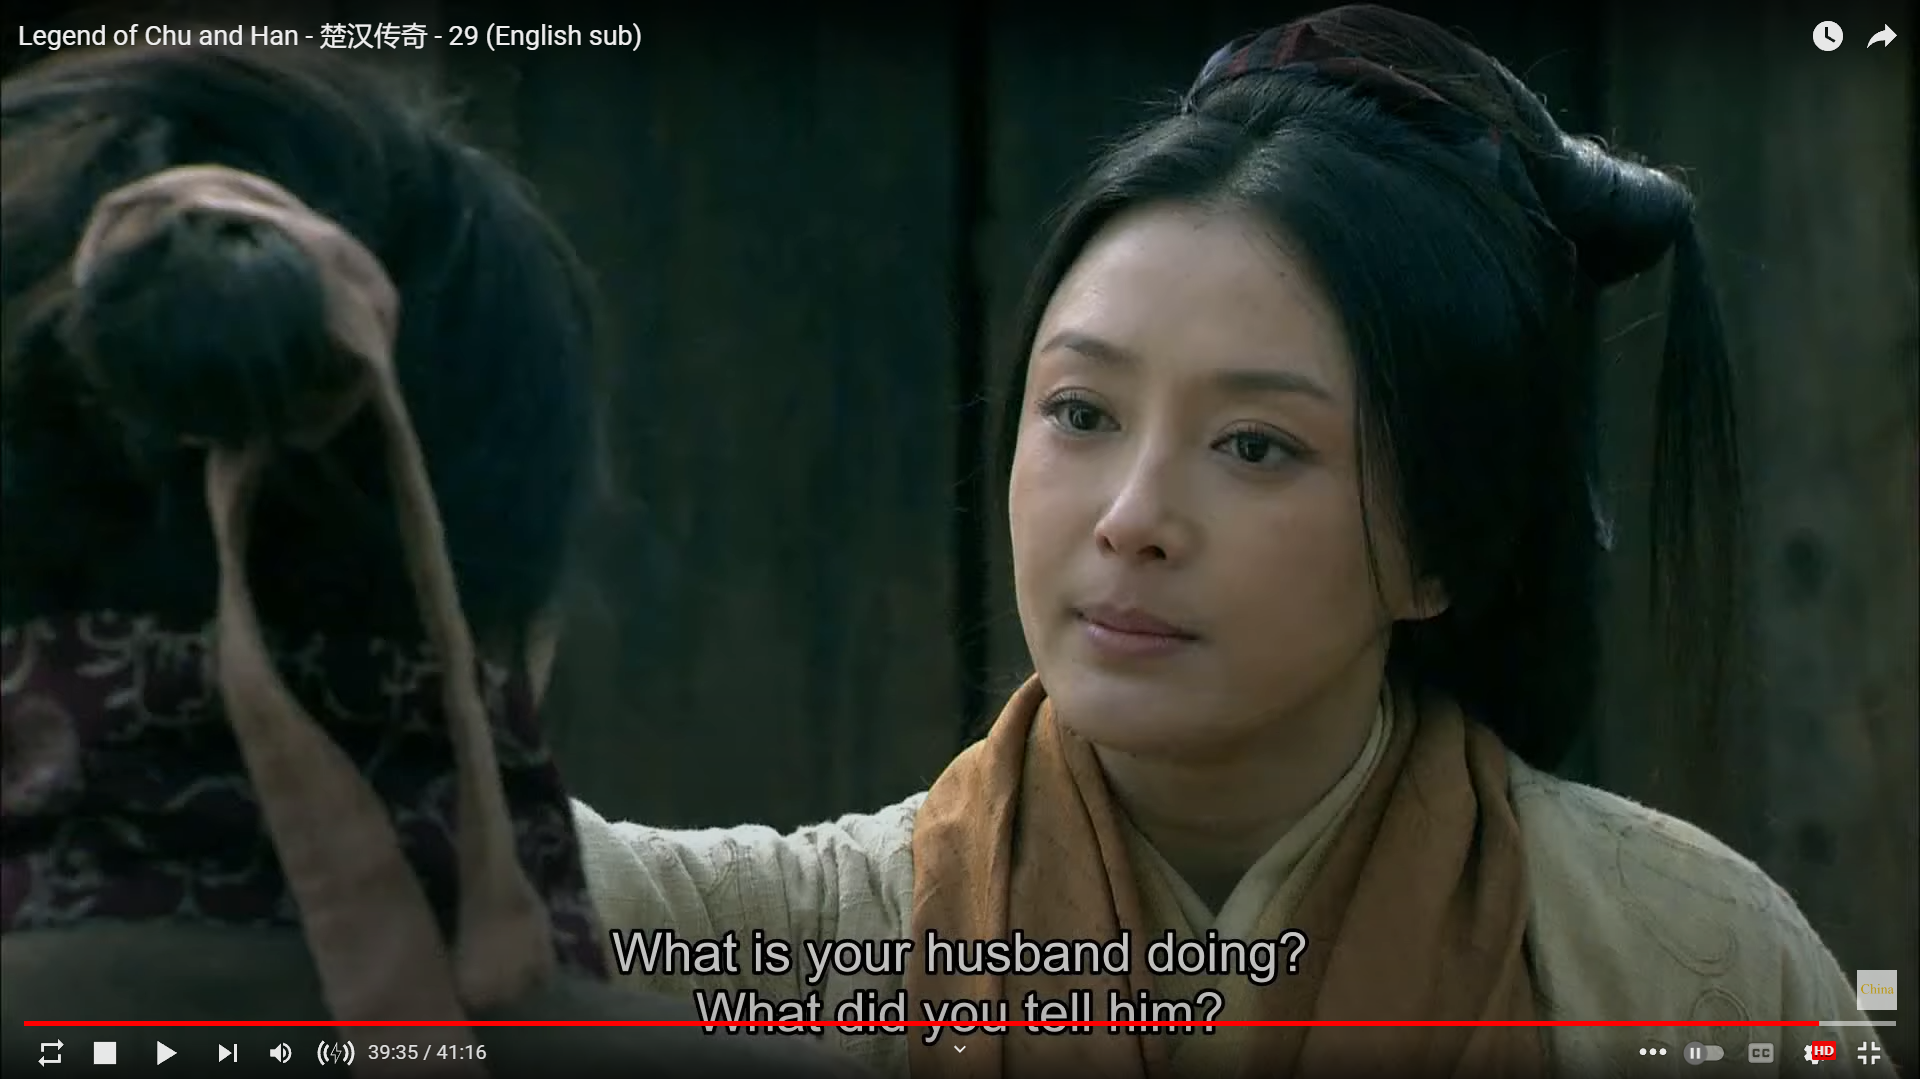 Legend of Chu and Han - 楚汉传奇 - 29 (English sub)
What is your husband doing?
What did you tell him?
China
39:35 / 41:16
CC
HD